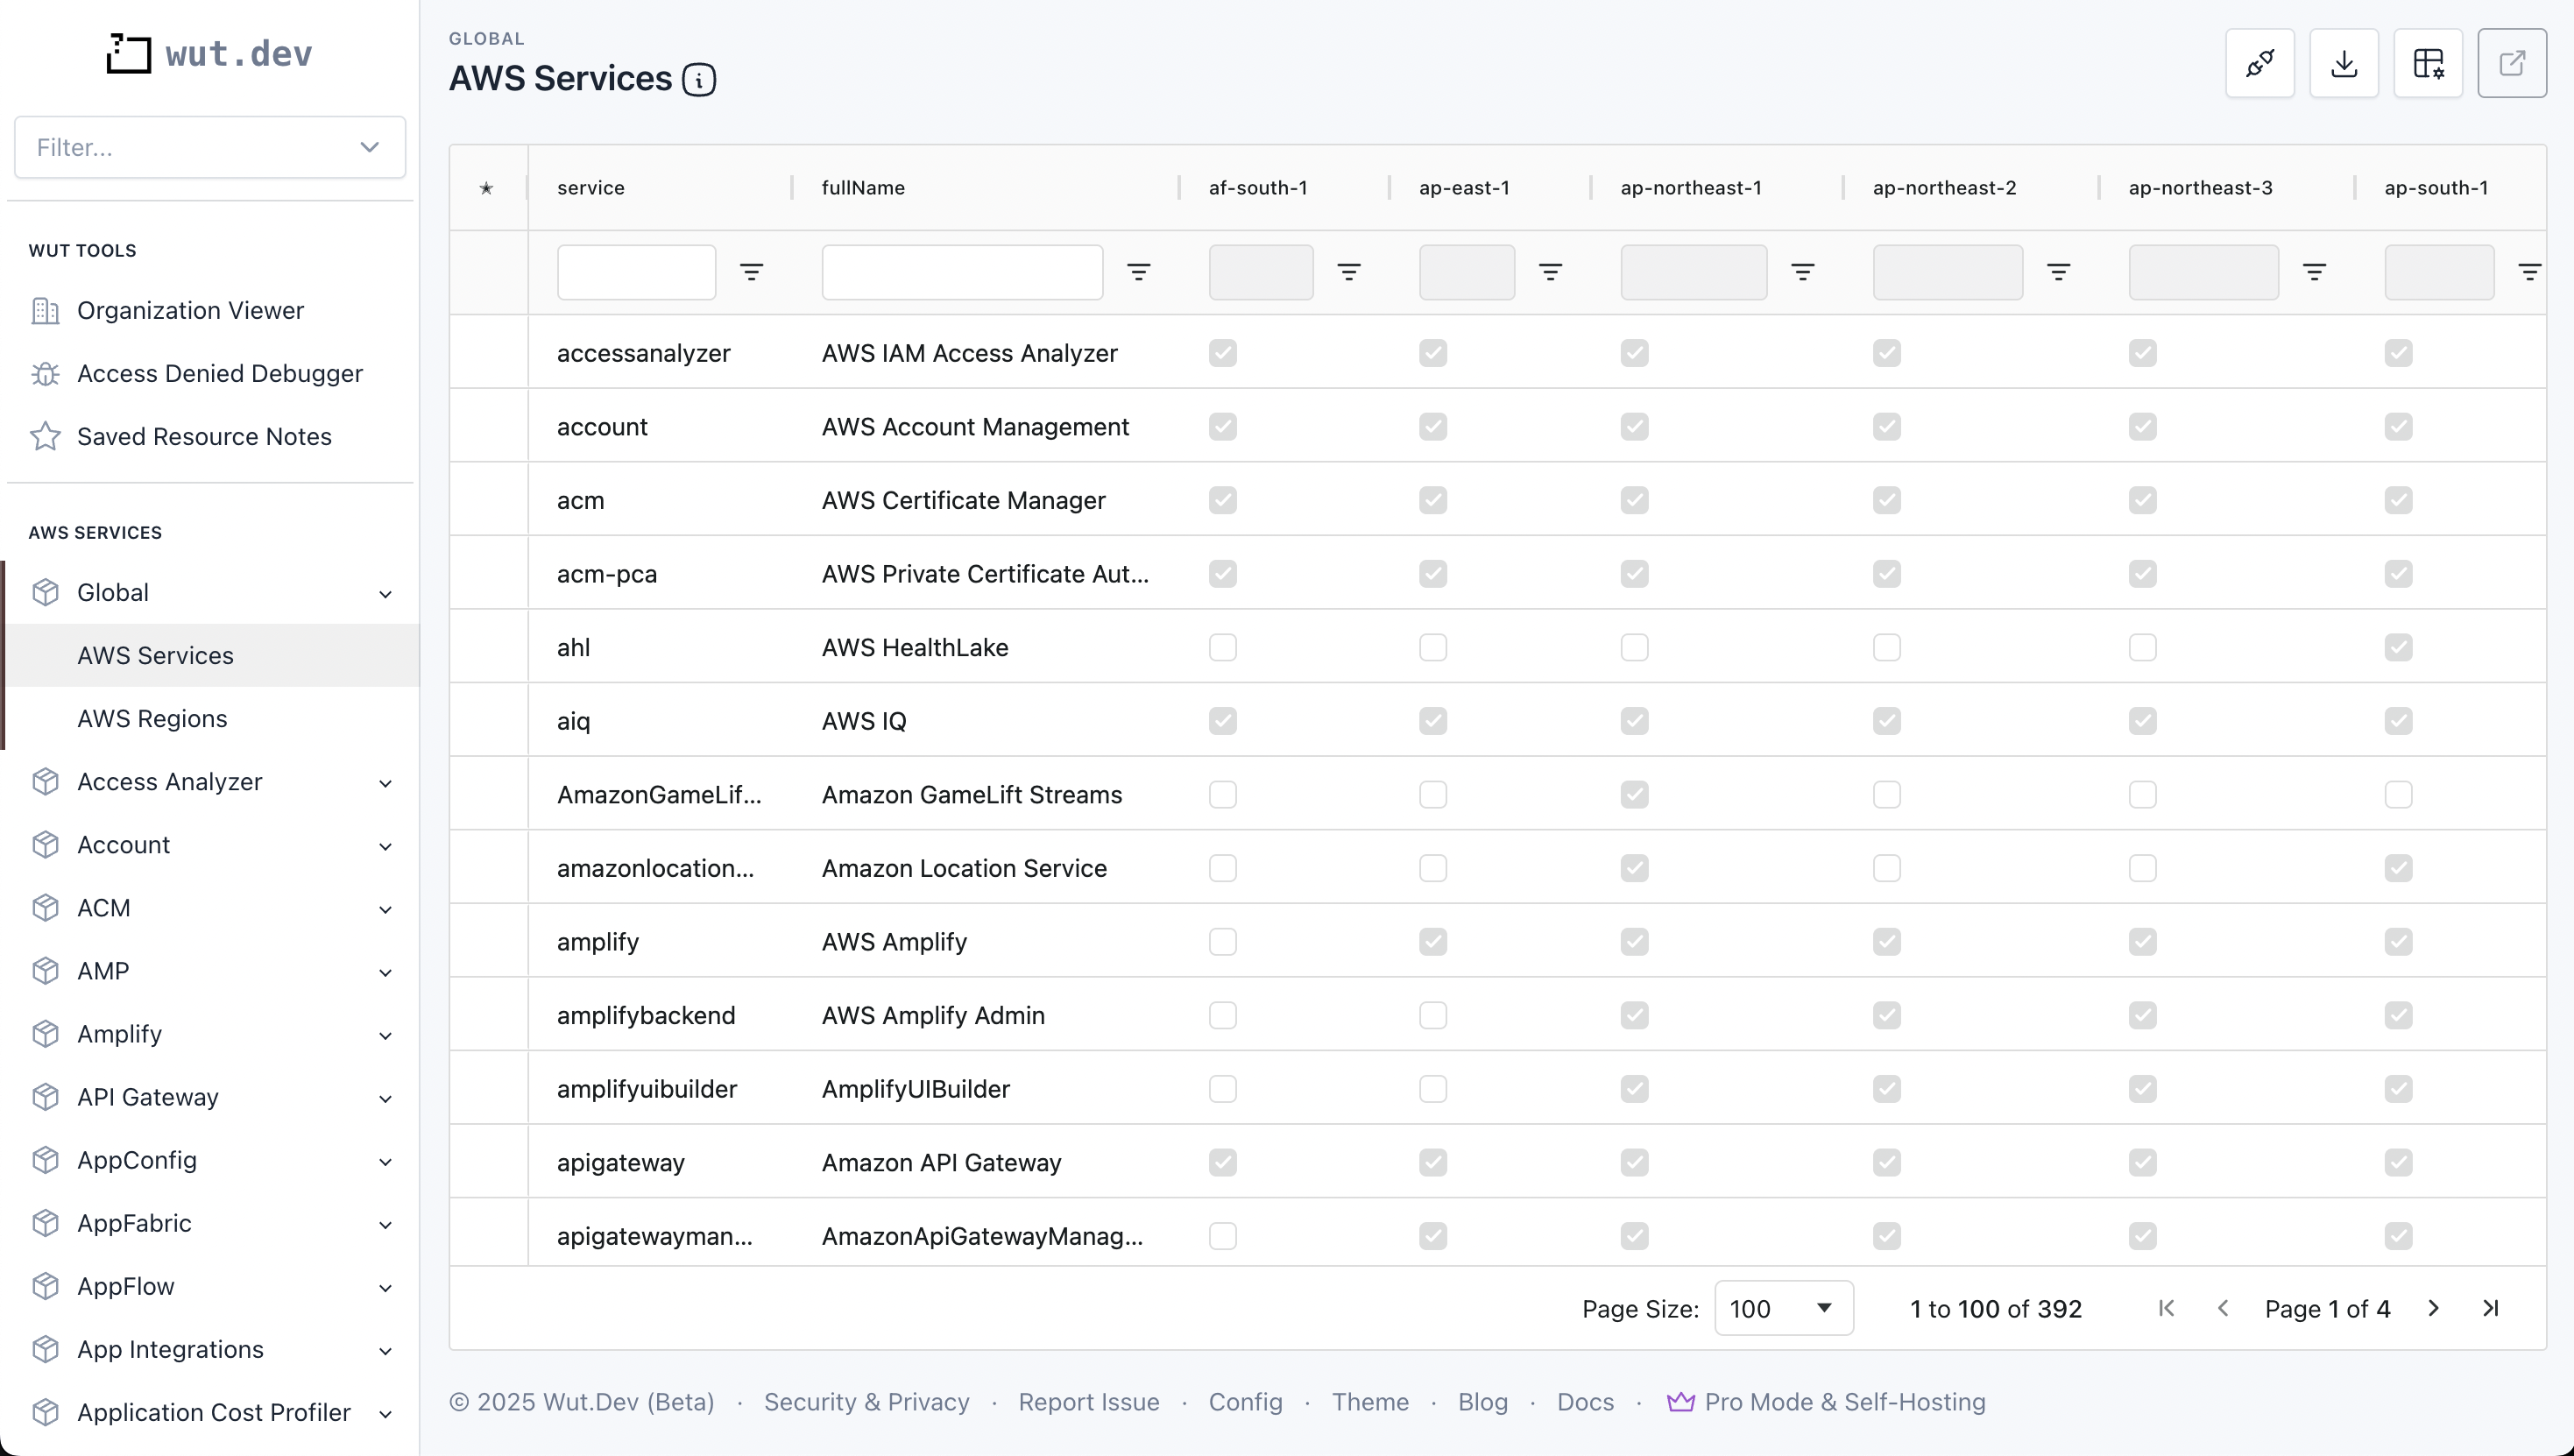 wut.dev
Filter...
WUT TOOLS
Organization Viewer
Access Denied Debugger
Saved Resource Notes
AWS SERVICES
Global
AWS Services
AWS Regions
Access Analyzer
Account
ACM
AMP
Amplify
API Gateway
AppConfig
AppFabric
AppFlow
App Integrations
Application Cost Profiler
GLOBAL
AWS Services
service fullName af-south-1 ap-east-1 ap-northeast-1 ap-northeast-2 ap-northeast-3 ap-south-1
accessanalyzer AWS IAM Access Analyzer
account AWS Account Management
acm AWS Certificate Manager
acm-pca AWS Private Certificate Aut...
ahl AWS HealthLake
aiq AWS IQ
AmazonGameLif... Amazon GameLift Streams
amazonlocation... Amazon Location Service
amplify AWS Amplify
amplifybackend AWS Amplify Admin
amplifyuibuilder AmplifyUIBuilder
apigateway Amazon API Gateway
apigatewayman... AmazonApiGatewayManag...
Page Size: 100 1 to 100 of 392 Page 1 of 4
© 2025 Wut.Dev (Beta) · Security & Privacy · Report Issue · Config · Theme · Blog · Docs · Pro Mode & Self-Hosting